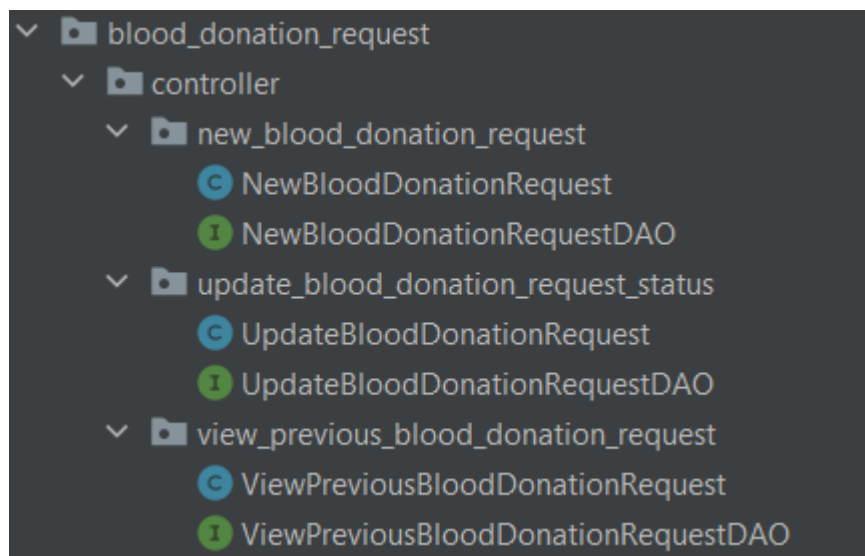 blood_donation_request
controller
new_blood_donation_request
C NewBloodDonationRequest
I NewBloodDonationRequestDAO
update_blood_donation_request_status
C UpdateBloodDonationRequest
I UpdateBloodDonationRequestDAO
view_previous_blood_donation_request
C ViewPreviousBloodDonationRequest
I ViewPreviousBloodDonationRequestDAO